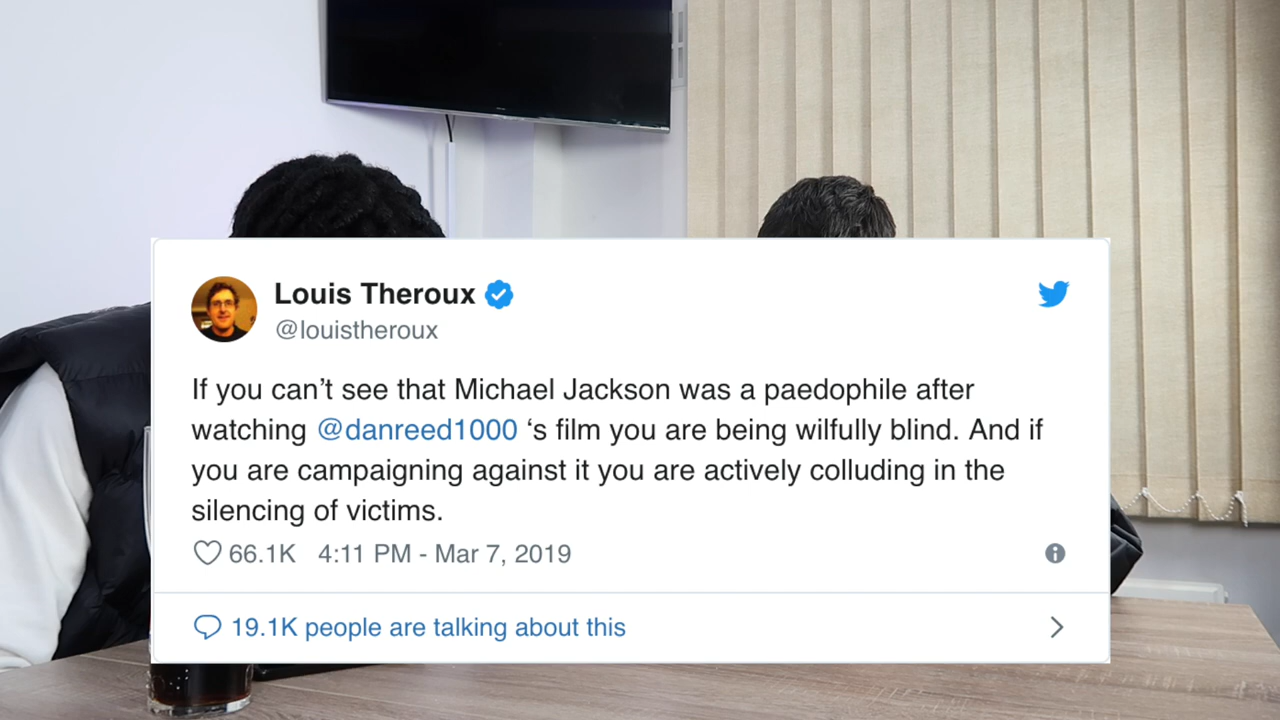 Louis Theroux
@louistheroux
If you can’t see that Michael Jackson was a paedophile after
watching @danreed1000 ‘s film you are being wilfully blind. And if
you are campaigning against it you are actively colluding in the
silencing of victims.
66.1K 4:11 PM - Mar 7, 2019
19.1K people are talking about this